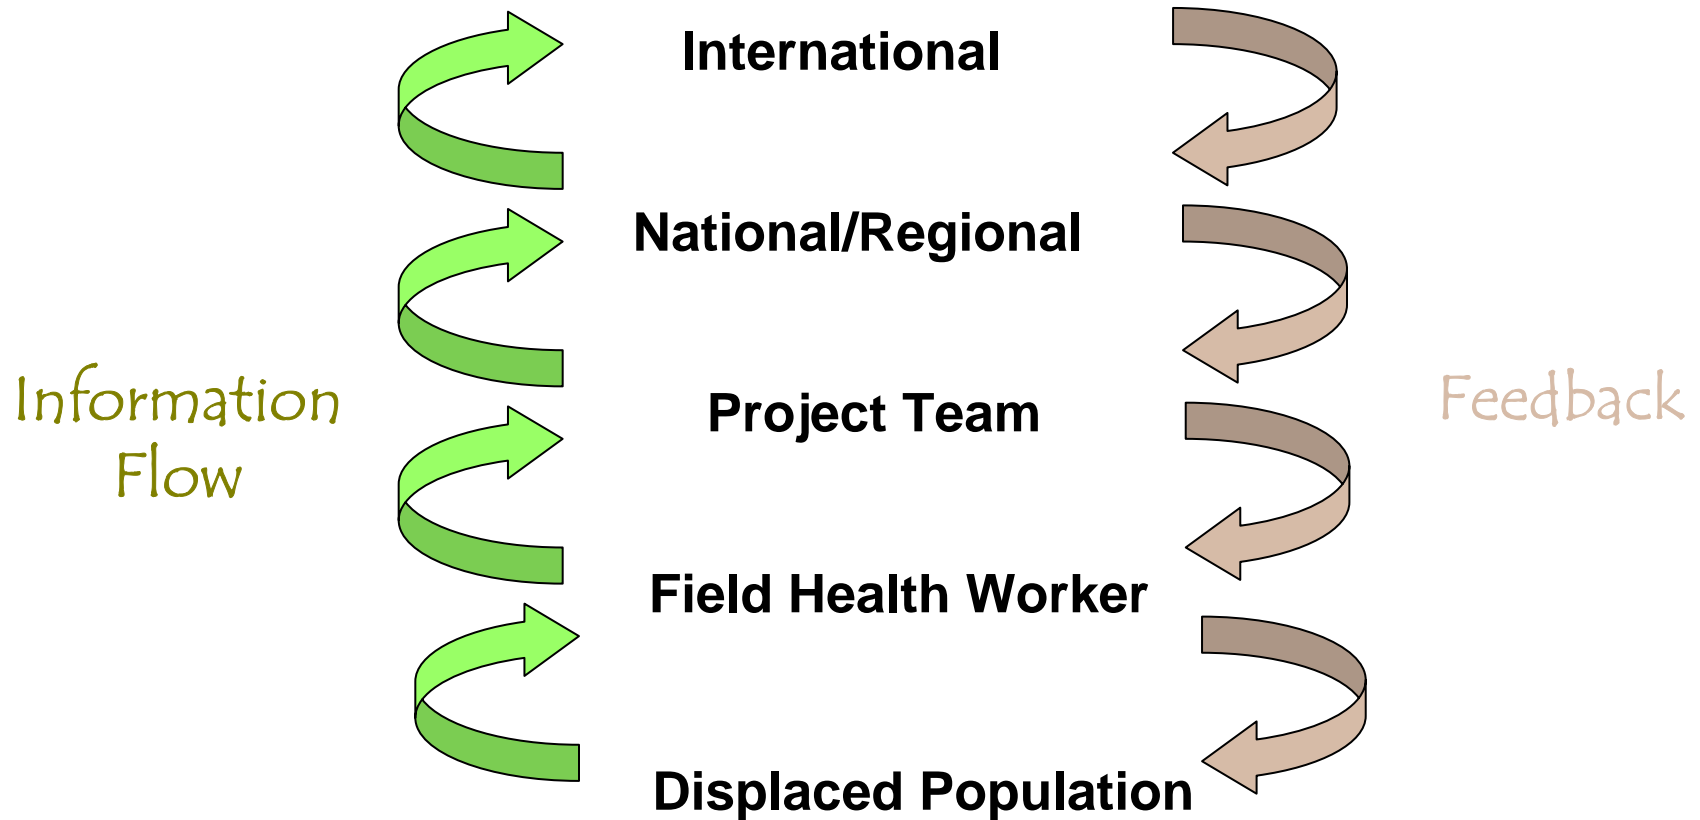 International
National/Regional
Information
Flow
Project Team
Feedback
Field Health Worker
Displaced Population